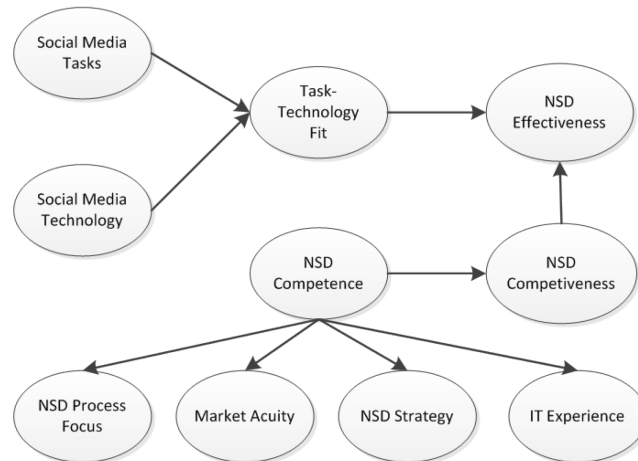 Social Media
Tasks
Task-
Technology
Fit
NSD
Effectiveness
Social Media
Technology
NSD
Competence
NSD
Competiveness
NSD Process
Focus
Market Acuity
NSD Strategy
IT Experience